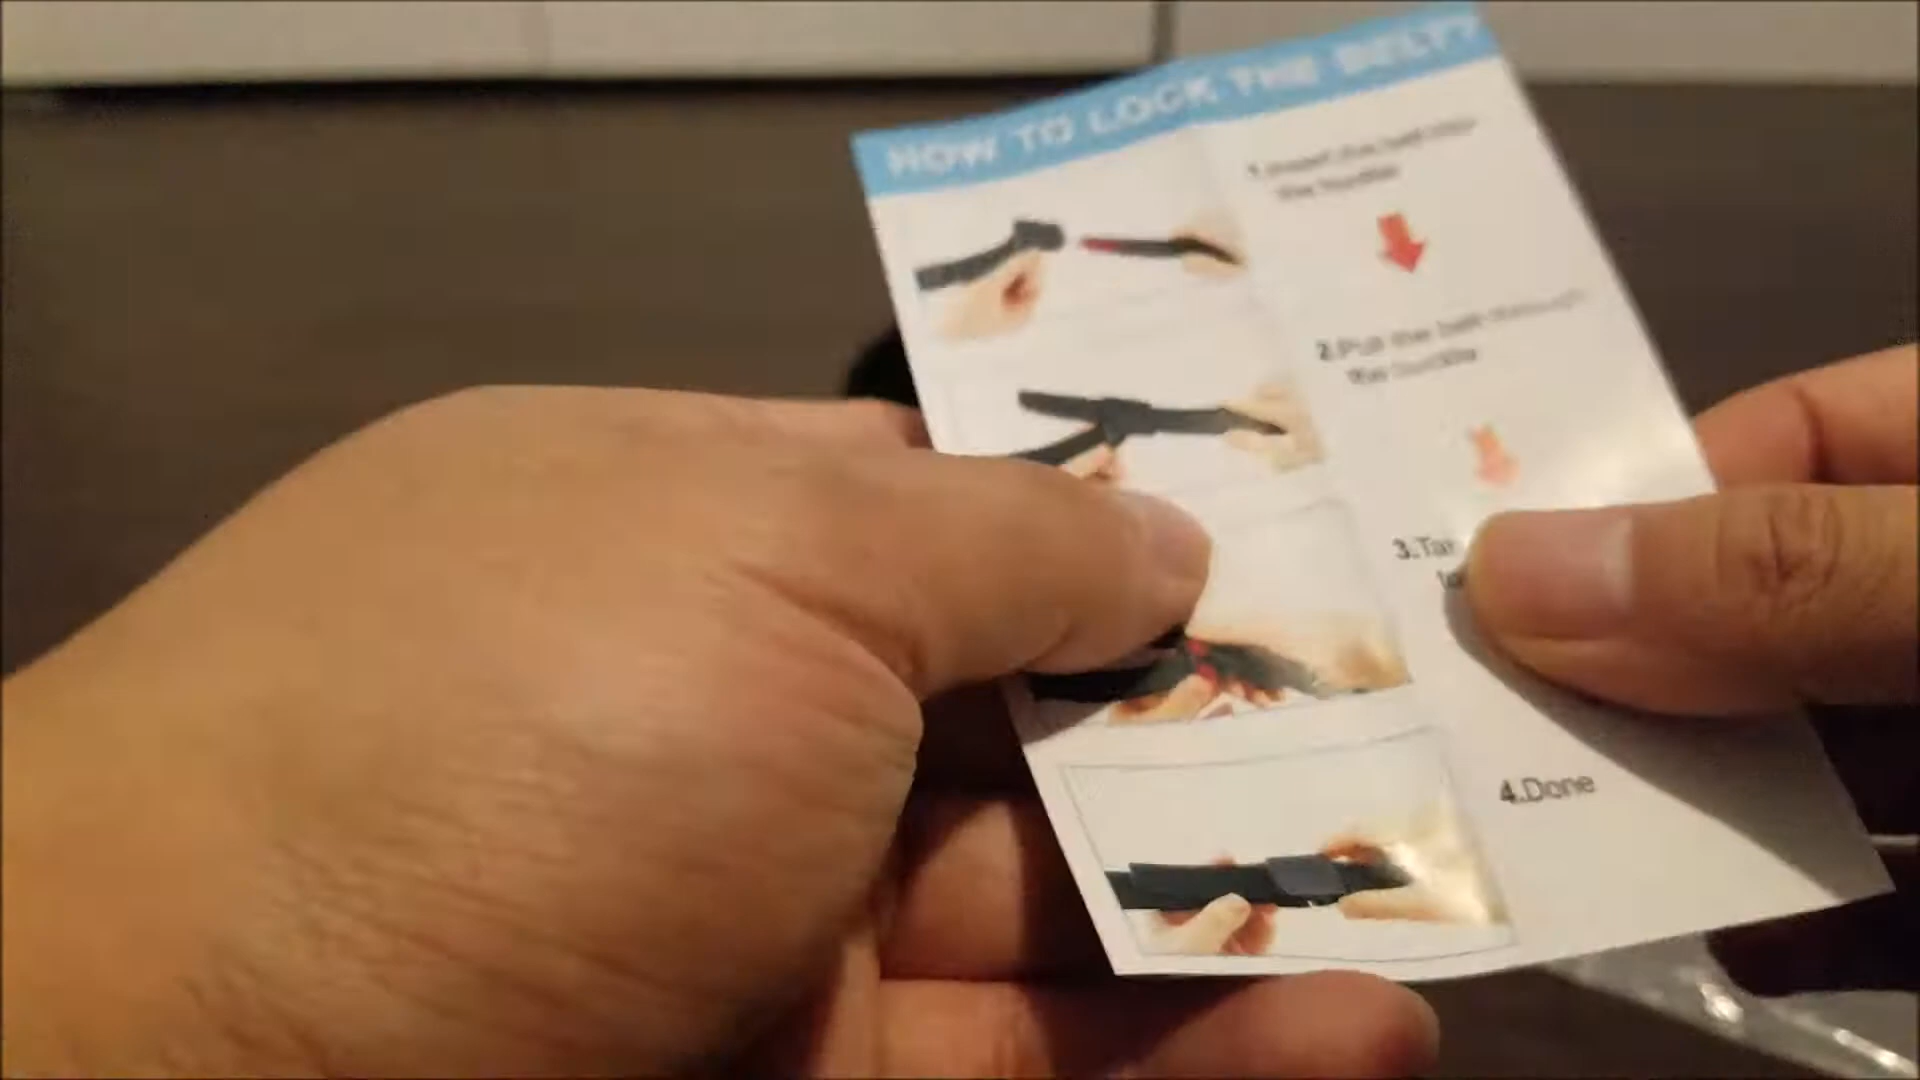 HOW TO LOCK THE BELT?
1.Insert the belt into
the buckle
2.Pull the belt through
the buckle
3.
4.Done